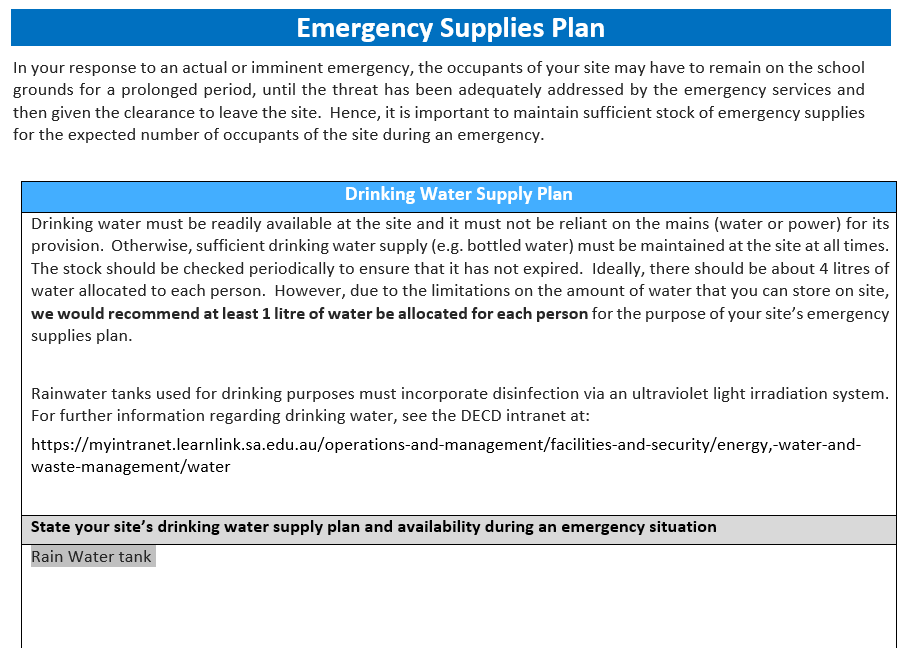 Emergency Supplies Plan
In your response to an actual or imminent emergency, the occupants of your site may have to remain on the school
grounds for a prolonged period, until the threat has been adequately addressed by the emergency services and
then given the clearance to leave the site.  Hence, it is important to maintain sufficient stock of emergency supplies
for the expected number of occupants of the site during an emergency.
Drinking Water Supply Plan
Drinking water must be readily available at the site and it must not be reliant on the mains (water or power) for its
provision.  Otherwise, sufficient drinking water supply (e.g. bottled water) must be maintained at the site at all times.
The stock should be checked periodically to ensure that it has not expired.  Ideally, there should be about 4 litres of
water allocated to each person.  However, due to the limitations on the amount of water that you can store on site,
we would recommend at least 1 litre of water be allocated for each person for the purpose of your site's emergency
supplies plan.
Rainwater tanks used for drinking purposes must incorporate disinfection via an ultraviolet light irradiation system.
For further information regarding drinking water, see the DECD intranet at:
https://myintranet.learnlink.sa.edu.au/operations-and-management/facilities-and-security/energy,-water-and-
waste-management/water
State your site's drinking water supply plan and availability during an emergency situation
Rain Water tank